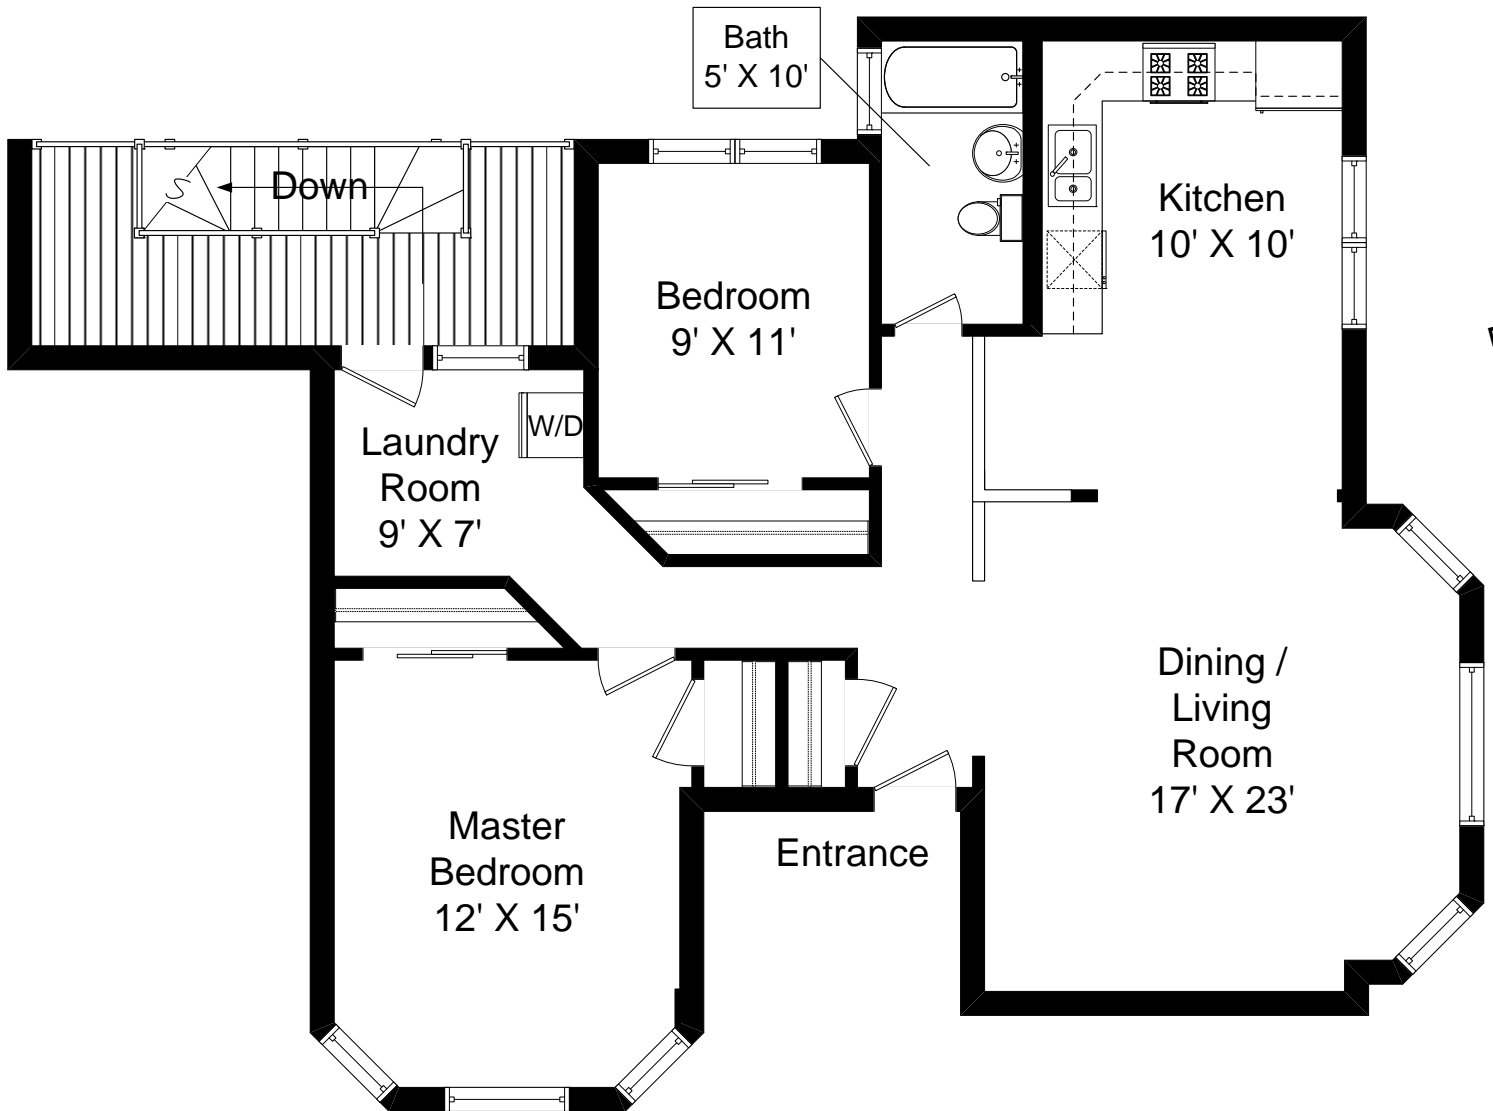 Bath
5' X 10'
Down
Kitchen
10' X 10'
Bedroom
9' X 11'
W/D
Laundry
Room
9' X 7'
Dining /
Living
Room
17' X 23'
Master
Bedroom
12' X 15'
Entrance